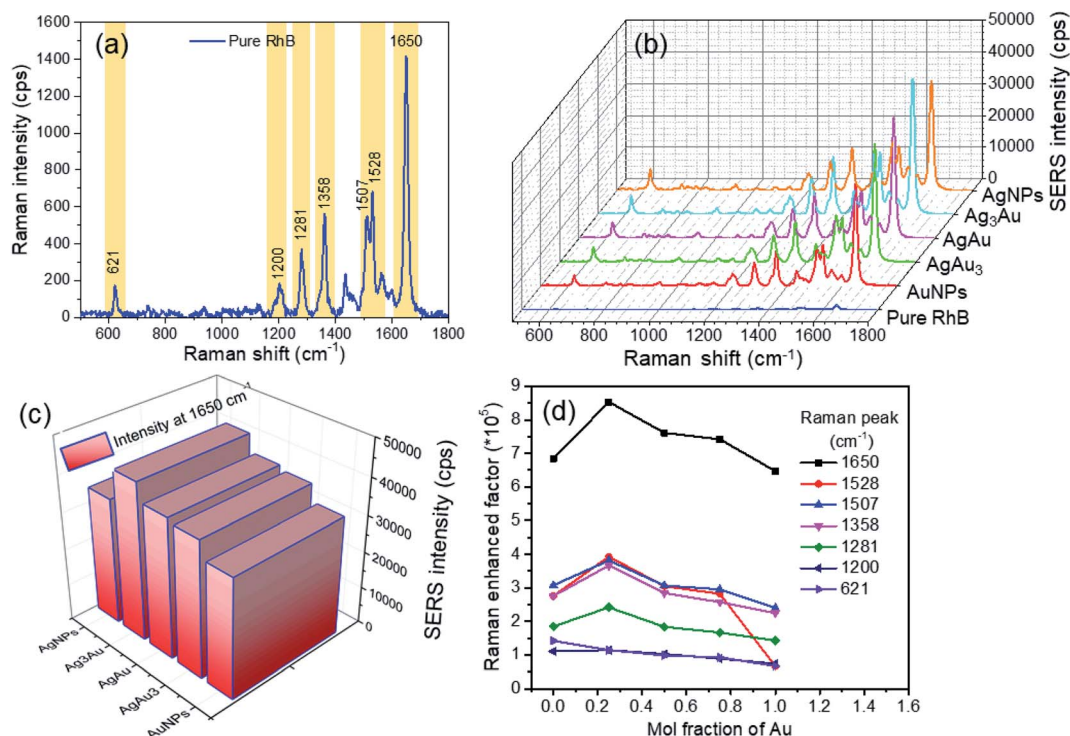 (a)
Pure RhB
Raman intensity (cps)
1600
1400
1200
1000
800
600
400
200
0
621
1200
1281
1358
1507
1528
1650
600 800 1000 1200 1400 1600 1800
Raman shift (cm-1)
(b)
SERS intensity (cps)
50000
40000
30000
20000
10000
0
AgNPs
Ag3Au
AgAu
AgAu3
AuNPs
Pure RhB
600 800 1000 1200 1400 1600 1800
Raman shift (cm-1)
(c)
Intensity at 1650 cm-1
SERS intensity (cps)
50000
40000
30000
20000
10000
0
AgNPs
Ag3Au
AgAu
AgAu3
AuNPs
(d)
Raman enhanced factor (*10^5)
9
8
7
6
5
4
3
2
1
0
Raman peak
(cm-1)
1650
1528
1507
1358
1281
1200
621
0.0 0.2 0.4 0.6 0.8 1.0 1.2 1.4 1.6
Mol fraction of Au